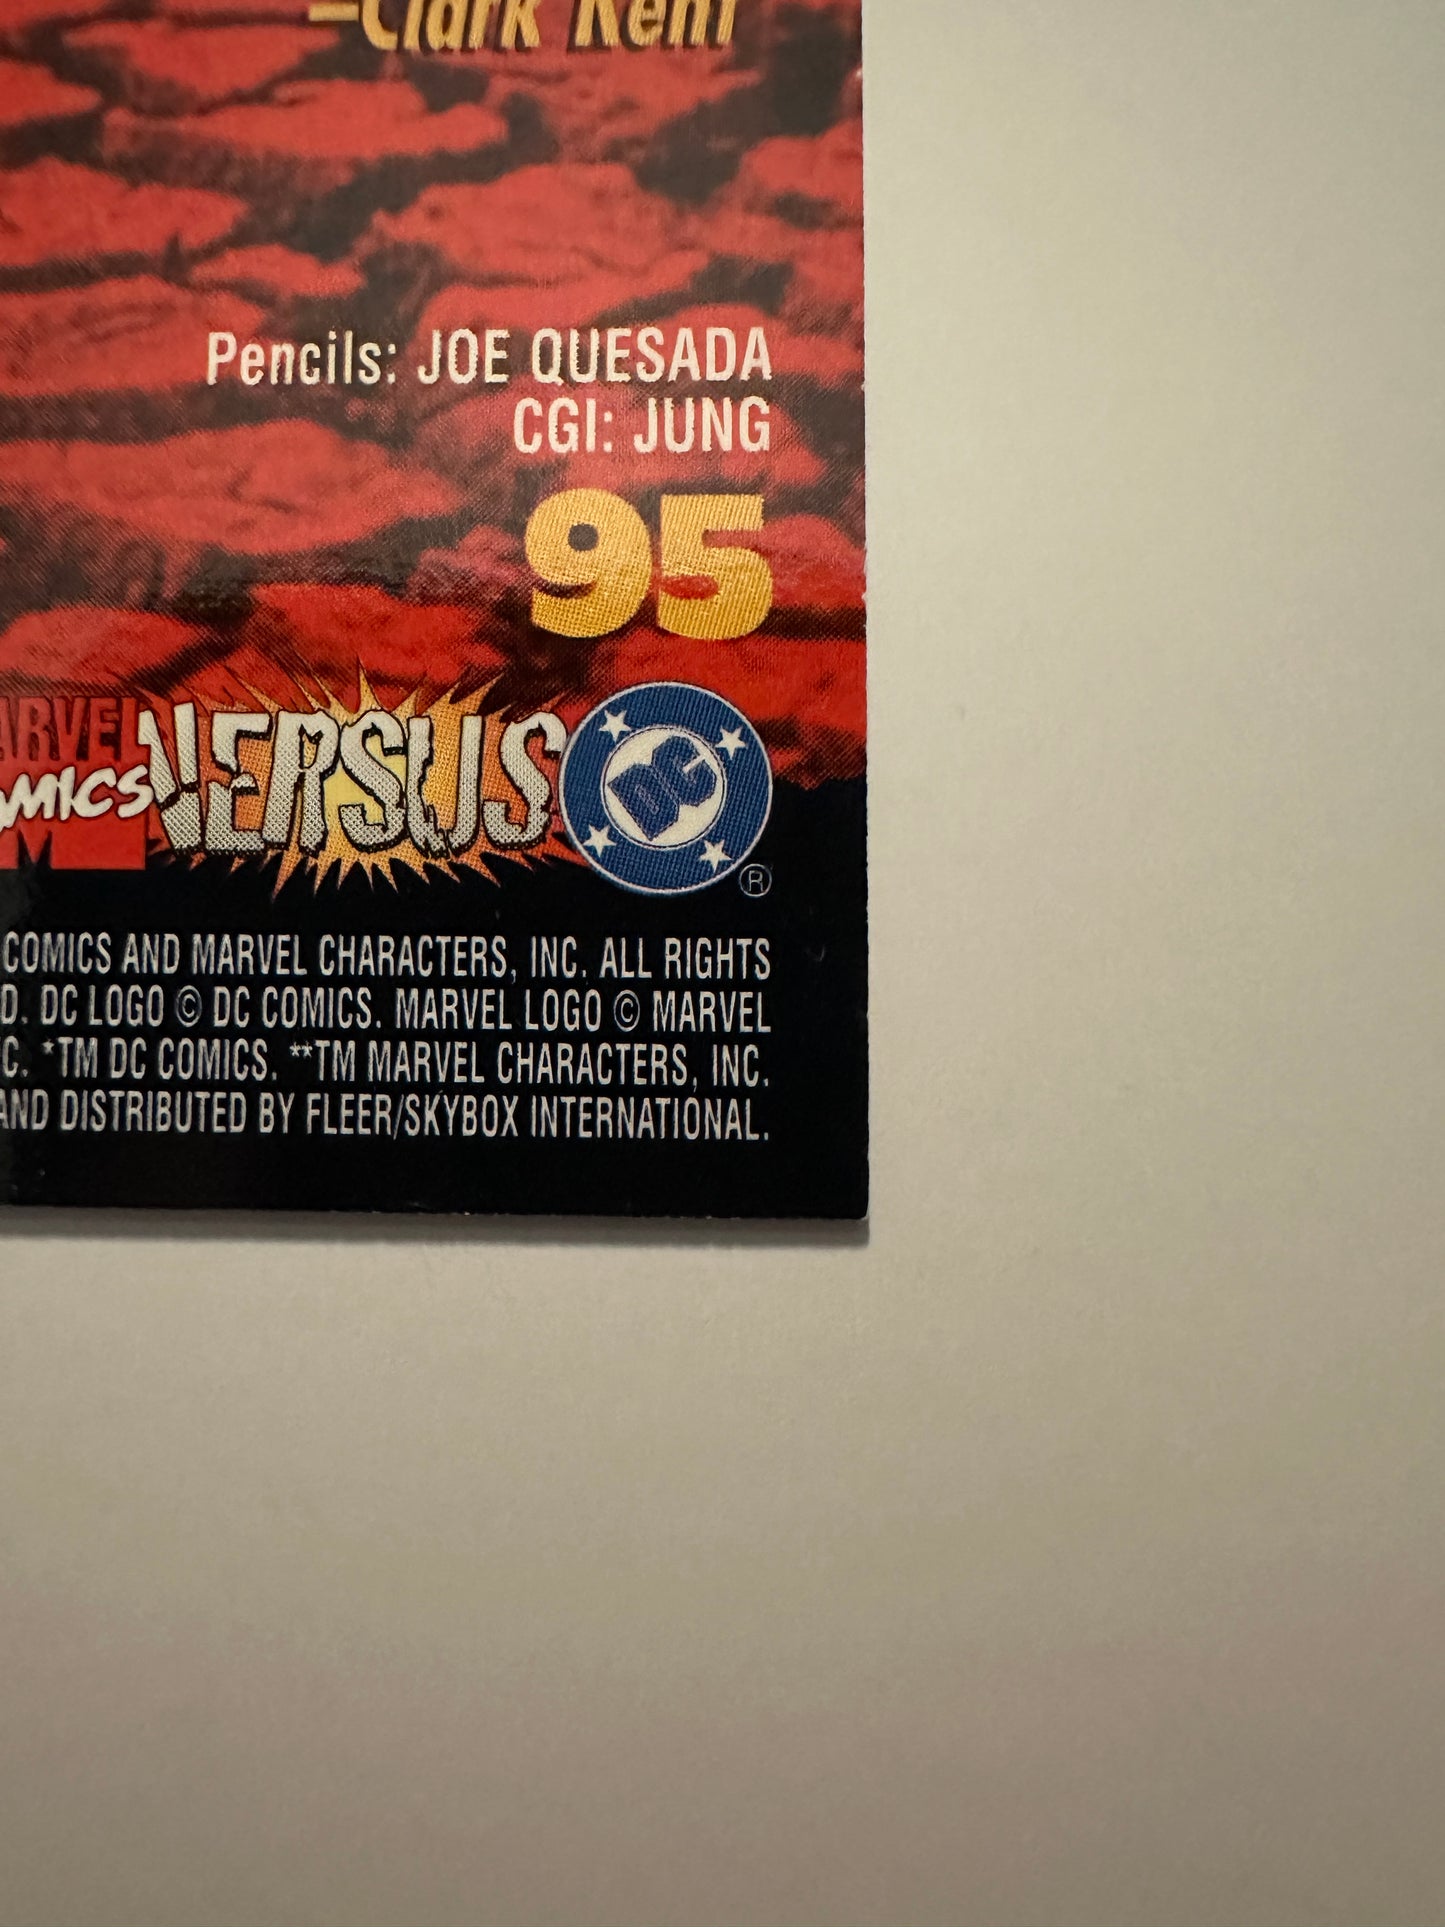 –Clark Kent
Pencils: JOE QUESADA
CGI: JUNG
95
VERSUS
DC
®
COMICS AND MARVEL CHARACTERS, INC. ALL RIGHTS
DC LOGO © DC COMICS. MARVEL LOGO © MARVEL
*TM DC COMICS. **TM MARVEL CHARACTERS, INC.
AND DISTRIBUTED BY FLEER/SKYBOX INTERNATIONAL.